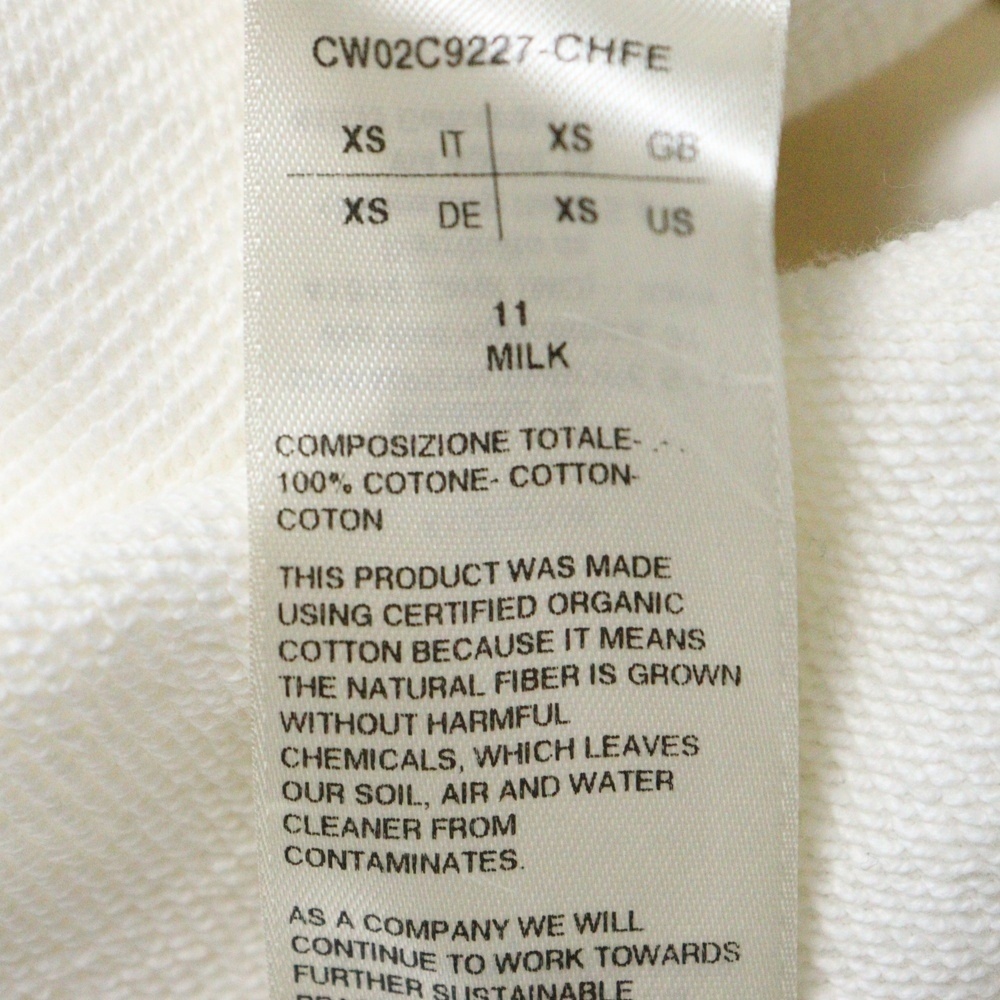 CW02C9227-CHFE
XS IT XS GB
XS DE XS US
11
MILK
COMPOSIZIONE TOTALE-
100% COTONE- COTTON-
COTON
THIS PRODUCT WAS MADE
USING CERTIFIED ORGANIC
COTTON BECAUSE IT MEANS
THE NATURAL FIBER IS GROWN
WITHOUT HARMFUL
CHEMICALS, WHICH LEAVES
OUR SOIL, AIR AND WATER
CLEANER FROM
CONTAMINATES.
AS A COMPANY WE WILL
CONTINUE TO WORK TOWARDS
FURTHER SUSTAINABLE